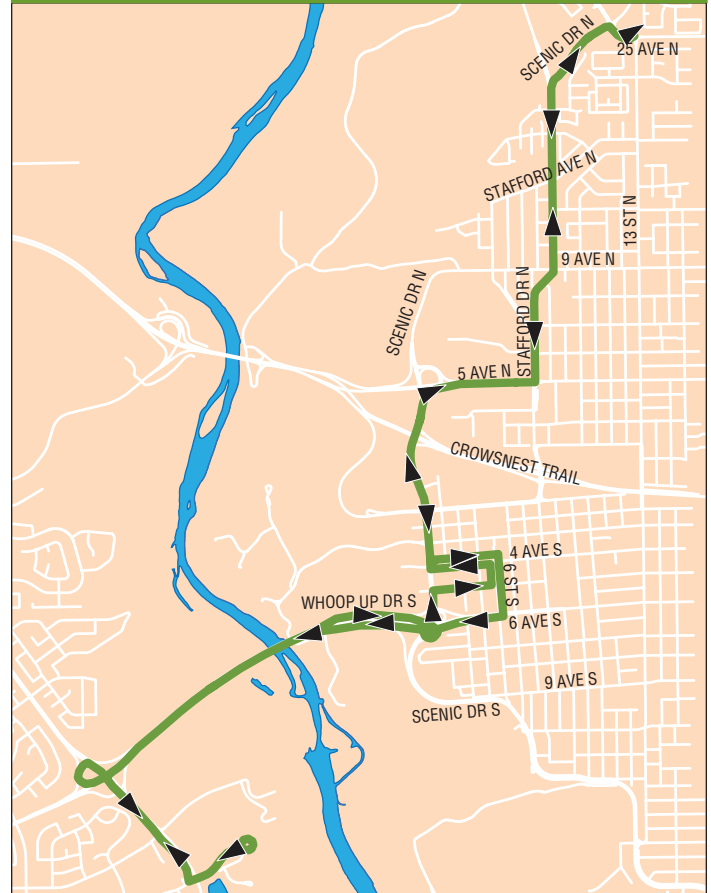 SCENIC DR N
25 AVE N
STAFFORD AVE N
13 ST N
9 AVE N
STAFFORD DR N
SCENIC DR N
5 AVE N
CROWSNEST TRAIL
4 AVE S
6 ST S
WHOOP UP DR S
6 AVE S
9 AVE S
SCENIC DR S